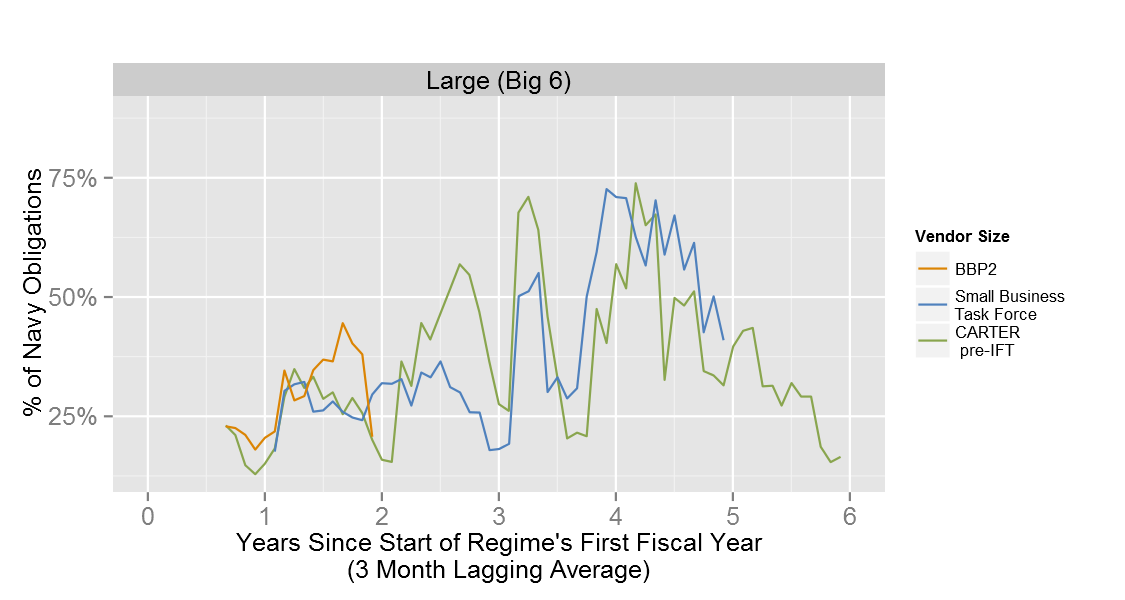 Large (Big 6)
% of Navy Obligations
75%
50%
25%
0 1 2 3 4 5 6
Years Since Start of Regime's First Fiscal Year
(3 Month Lagging Average)
Vendor Size
BBP2
Small Business
Task Force
CARTER
pre-IFT